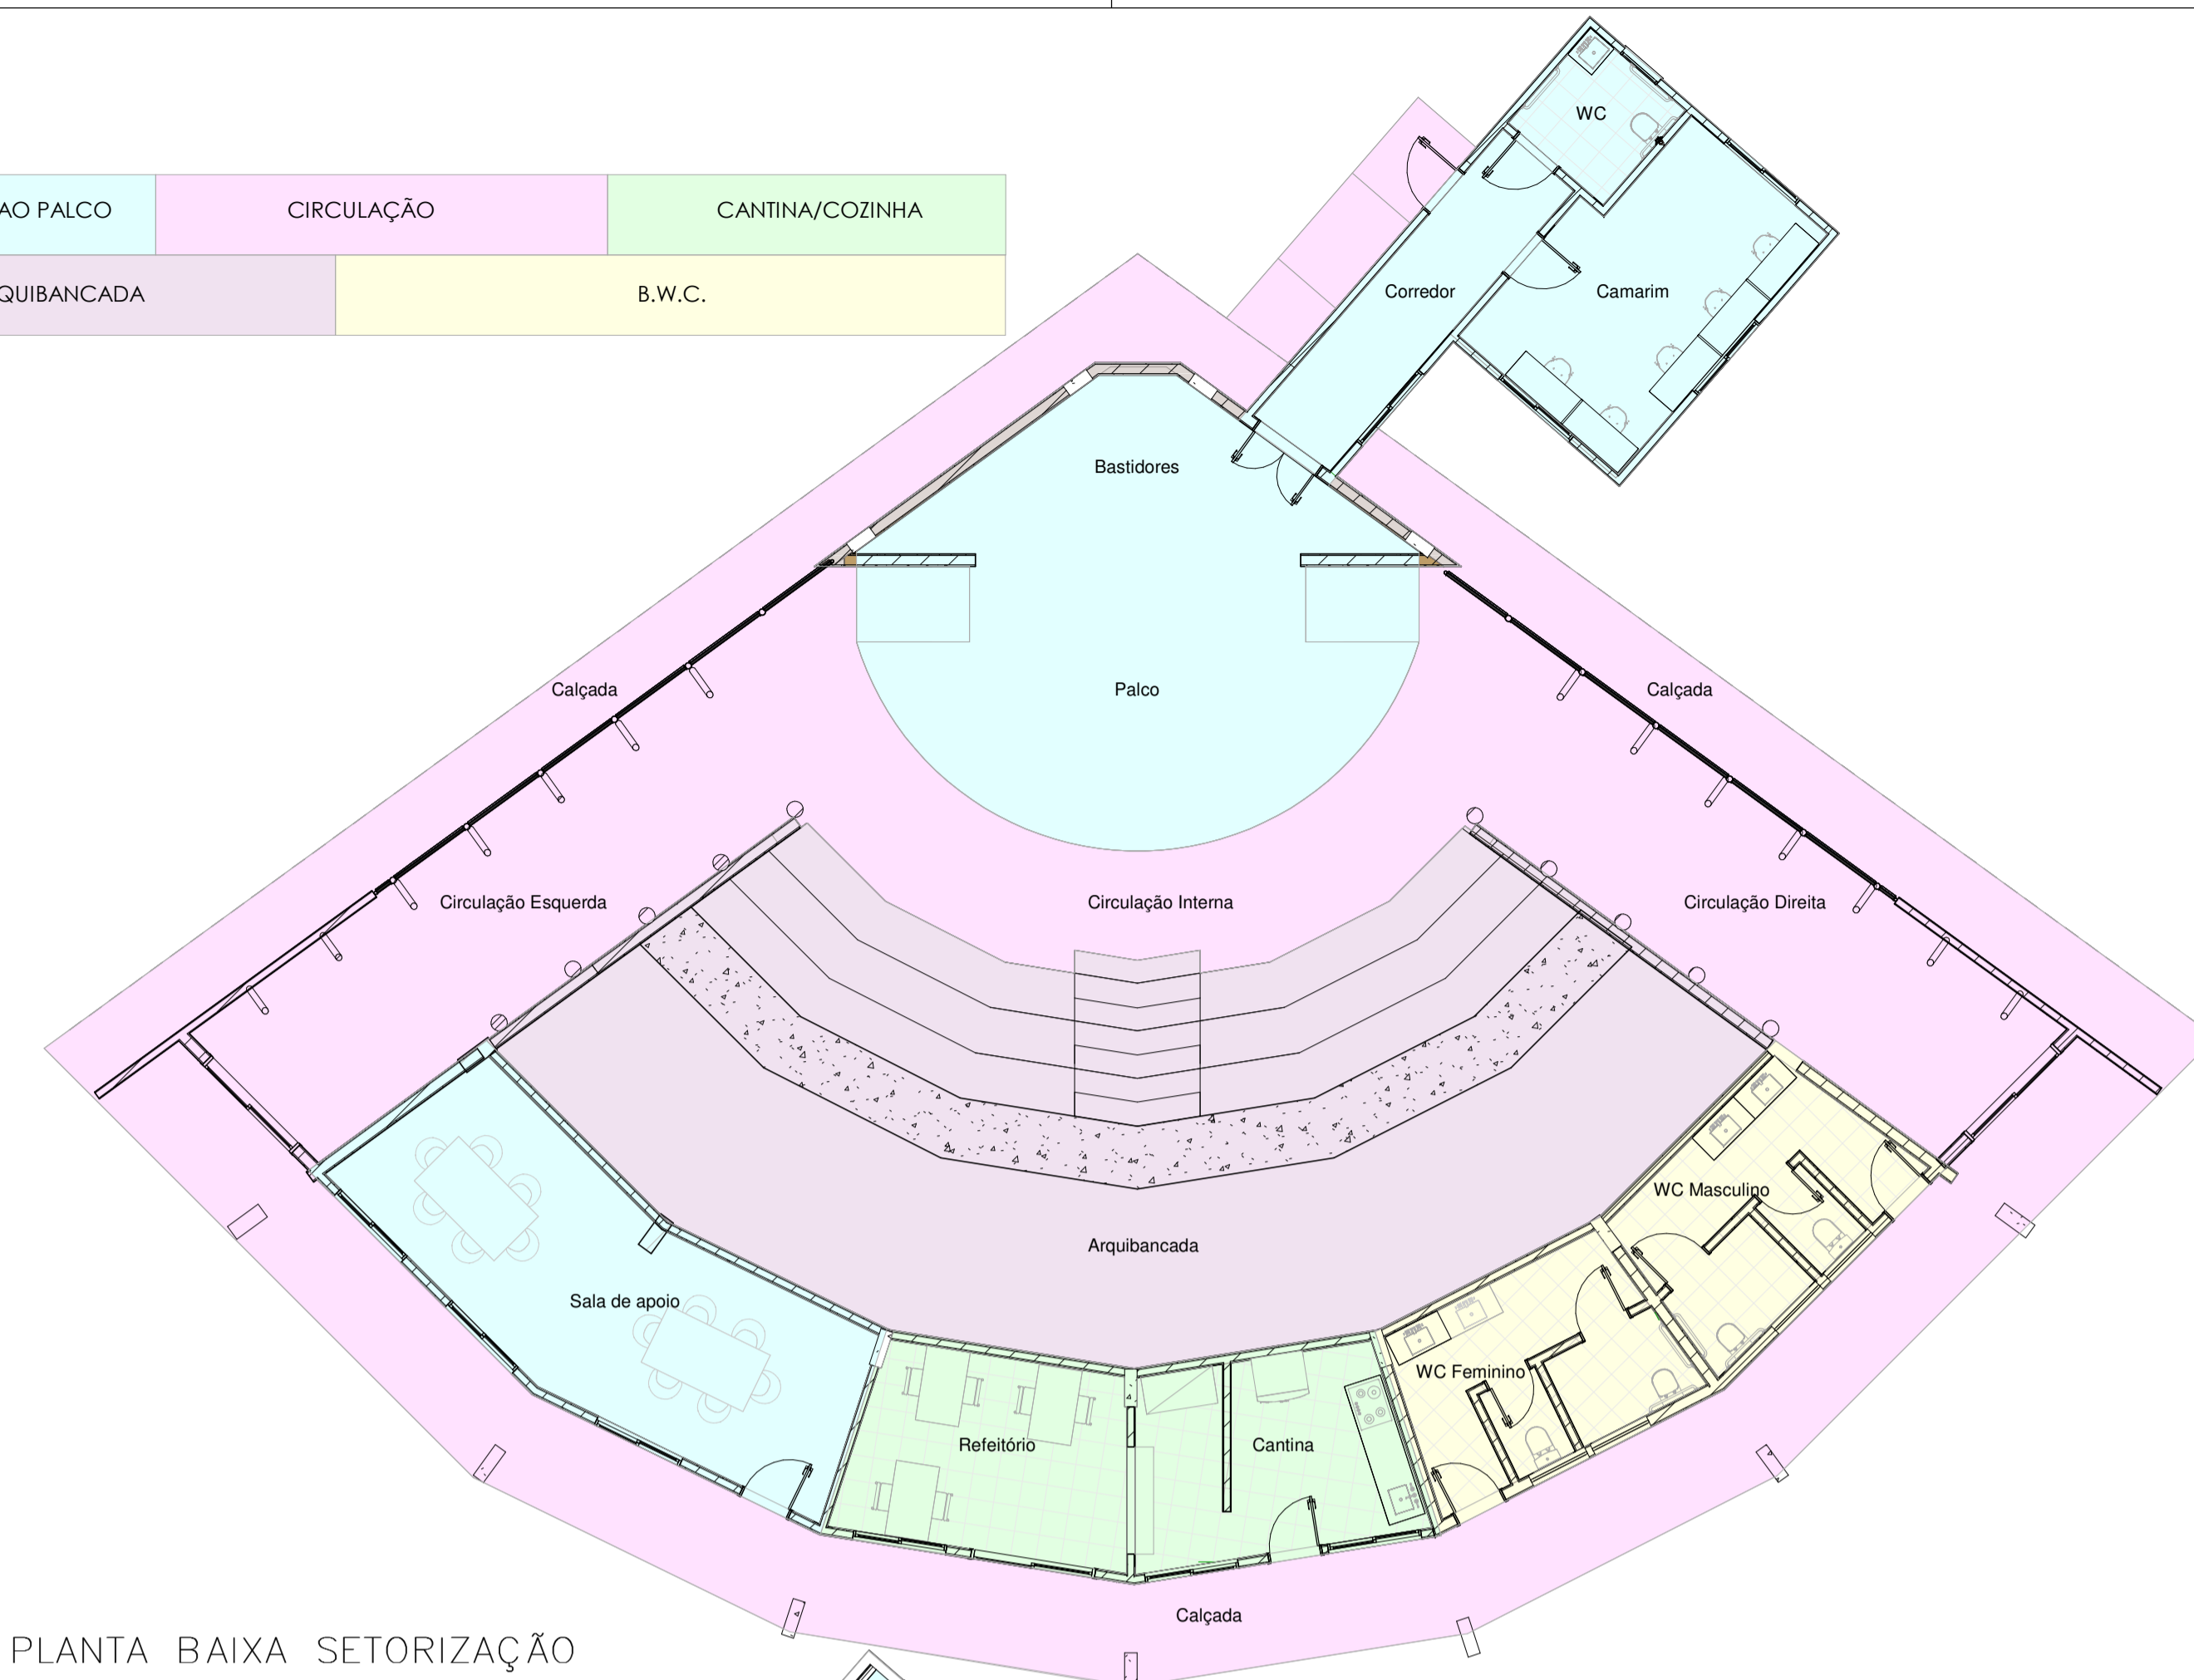 WC
AO PALCO CIRCULAÇÃO CANTINA/COZINHA
QUIBANCADA B.W.C.
Corredor Camarim
Bastidores
Calçada Palco Calçada
Circulação Esquerda Circulação Interna Circulação Direita
WC Masculino
Arquibancada
Sala de apoio
WC Feminino
Refeitório Cantina
Calçada
PLANTA BAIXA SETORIZAÇÃO